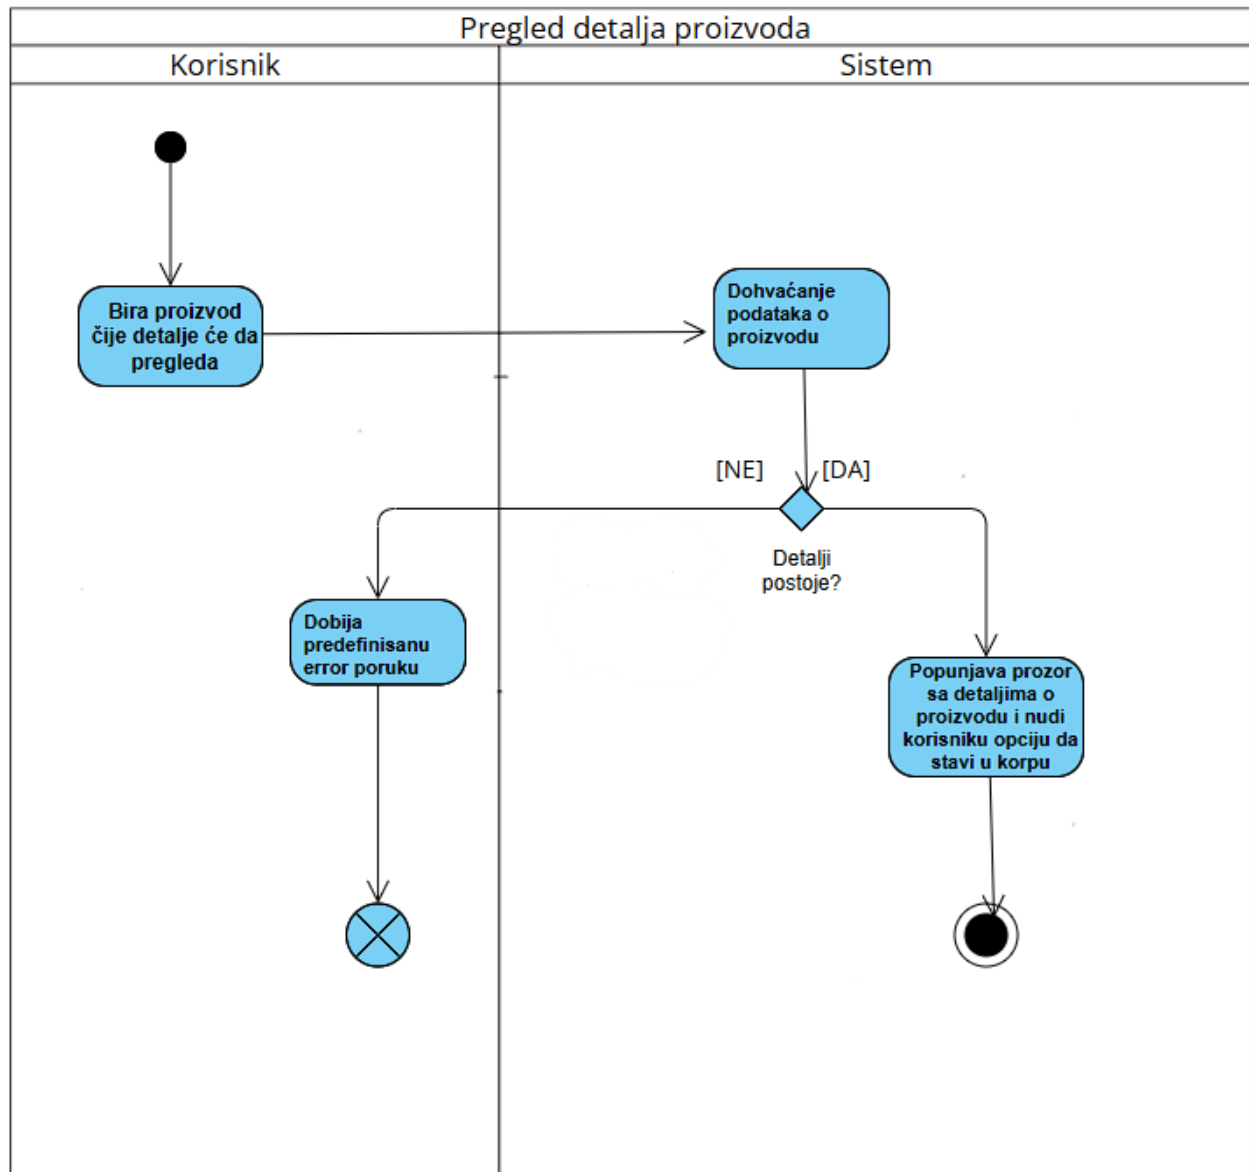 Pregled detalja proizvoda
Korisnik
Sistem
Bira proizvod
čije detalje će da
pregleda
Dohvaćanje
podataka o
proizvodu
[NE]
[DA]
Detalji
postoje?
Dobija
predefinisanu
error poruku
Popunjava prozor
sa detaljima o
proizvodu i nudi
korisniku opciju da
stavi u korpu